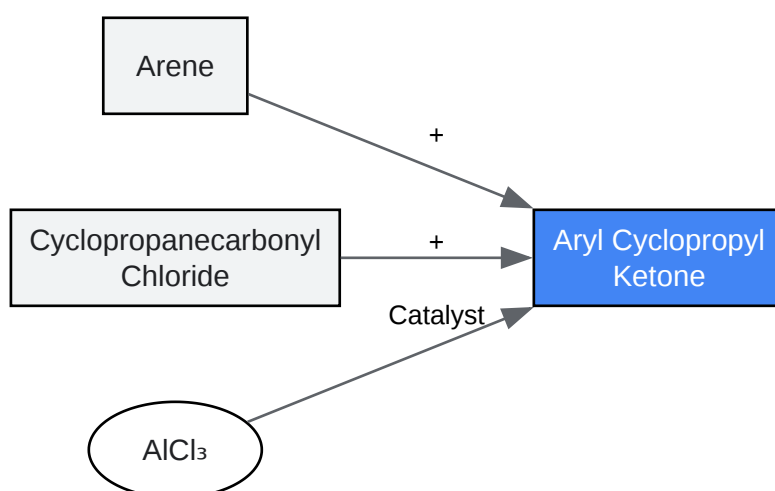 Arene
+
Cyclopropanecarbonyl
Chloride
+
Aryl Cyclopropyl
Ketone
Catalyst
AlCl₃